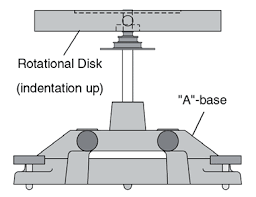 Rotational Disk
(indentation up)
"A"-base